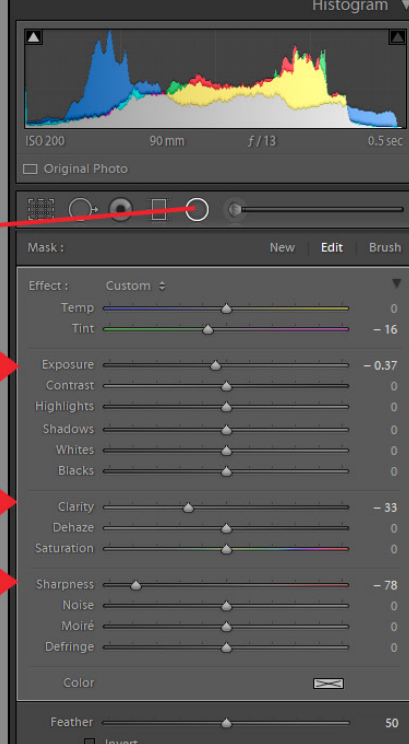 Histogram
ISO 200 90 mm f / 13 0.5 sec
Original Photo
Mask : New Edit Brush
Effect : Custom
Temp 0
Tint – 16
Exposure – 0.37
Contrast 0
Highlights 0
Shadows 0
Whites 0
Blacks 0
Clarity – 33
Dehaze 0
Saturation 0
Sharpness – 78
Noise 0
Moiré 0
Defringe 0
Color
Feather 50
Invert